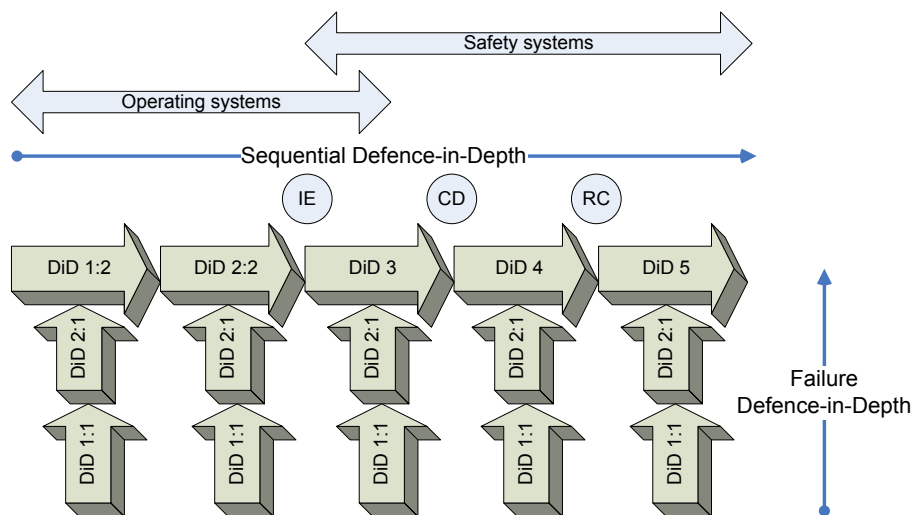 Safety systems
Operating systems
Sequential Defence-in-Depth
IE
CD
RC
DiD 1:2
DiD 2:2
DiD 3
DiD 4
DiD 5
DiD 2:1
DiD 2:1
DiD 2:1
DiD 2:1
DiD 2:1
Failure
Defence-in-Depth
DiD 1:1
DiD 1:1
DiD 1:1
DiD 1:1
DiD 1:1